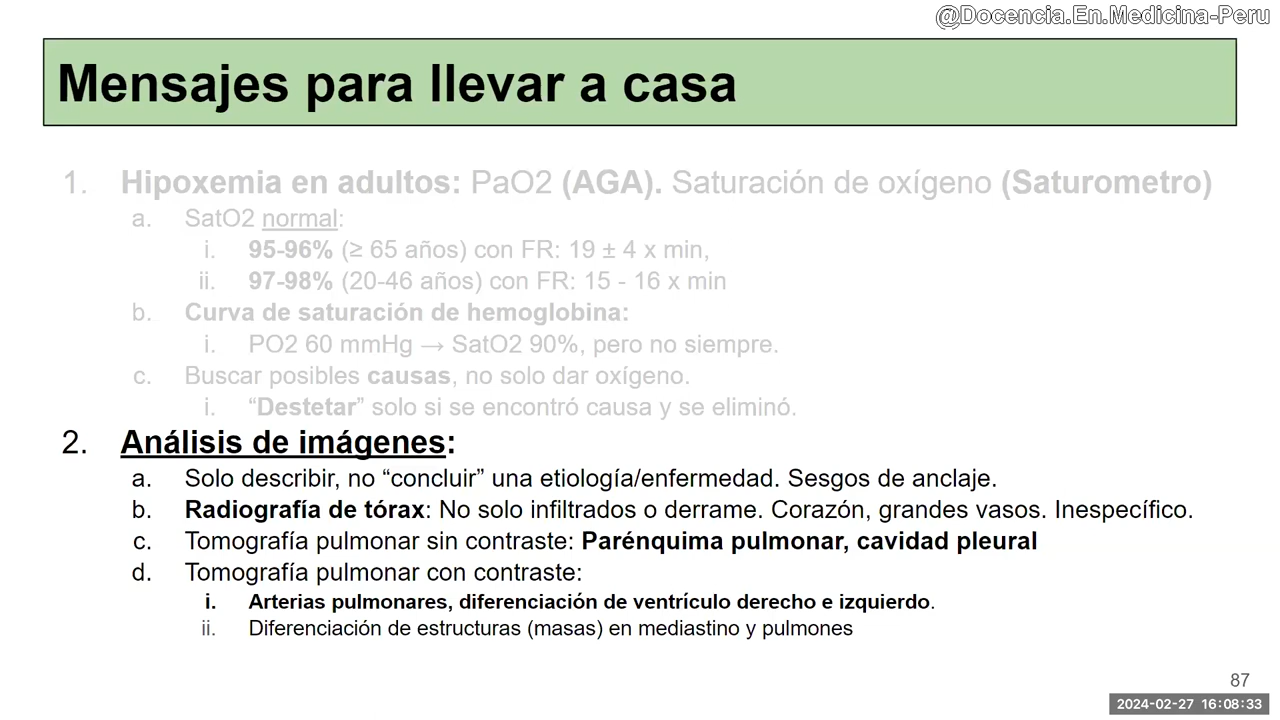 @Docencia.En.Medicina-Peru
Mensajes para llevar a casa
1. Hipoxemia en adultos: PaO2 (AGA). Saturación de oxígeno (Saturometro)
a. SatO2 normal:
i. 95-96% (≥ 65 años) con FR: 19 ± 4 x min,
ii. 97-98% (20-46 años) con FR: 15 - 16 x min
b. Curva de saturación de hemoglobina:
i. PO2 60 mmHg → SatO2 90%, pero no siempre.
c. Buscar posibles causas, no solo dar oxígeno.
i. “Destetar” solo si se encontró causa y se eliminó.
2. Análisis de imágenes:
a. Solo describir, no “concluir” una etiología/enfermedad. Sesgos de anclaje.
b. Radiografía de tórax: No solo infiltrados o derrame. Corazón, grandes vasos. Inespecífico.
c. Tomografía pulmonar sin contraste: Parénquima pulmonar, cavidad pleural
d. Tomografía pulmonar con contraste:
i. Arterias pulmonares, diferenciación de ventrículo derecho e izquierdo.
ii. Diferenciación de estructuras (masas) en mediastino y pulmones
87
2024-02-27 16:08:33